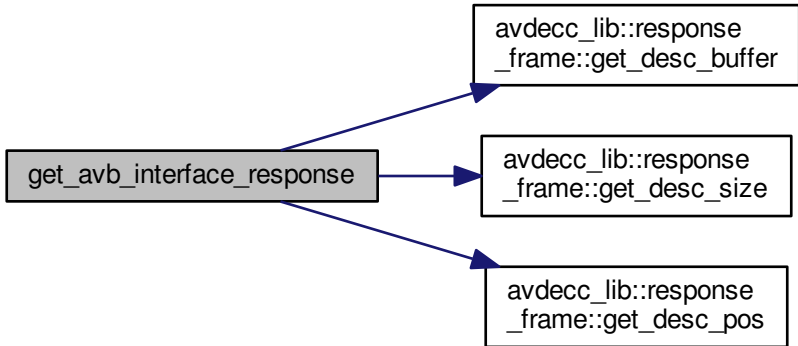 avdecc_lib::response
_frame::get_desc_buffer
get_avb_interface_response
avdecc_lib::response
_frame::get_desc_size
avdecc_lib::response
_frame::get_desc_pos